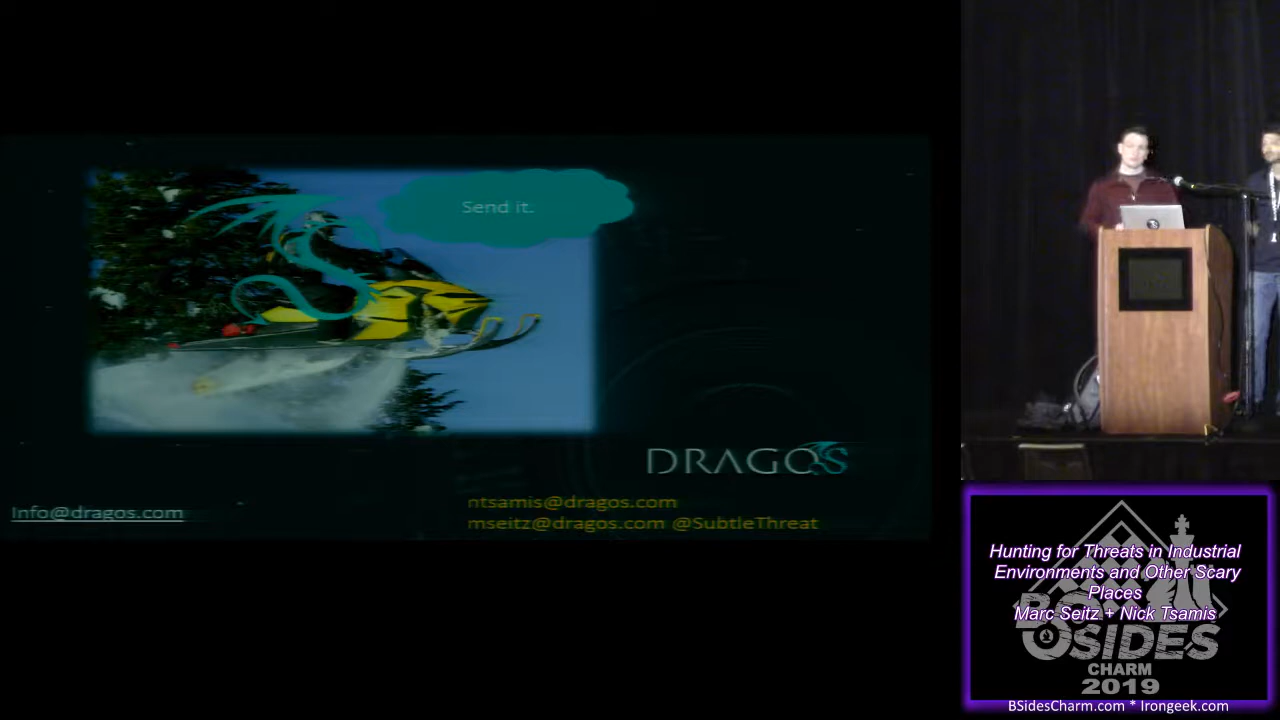 Send it.
DRAGOS
Info@dragos.com
ntsamis@dragos.com
mseitz@dragos.com @SubtleThreat
Hunting for Threats in Industrial
Environments and Other Scary
Places
Marc Seitz + Nick Tsamis
BSIDES
CHARM
2019
BSidesCharm.com * Irongeek.com